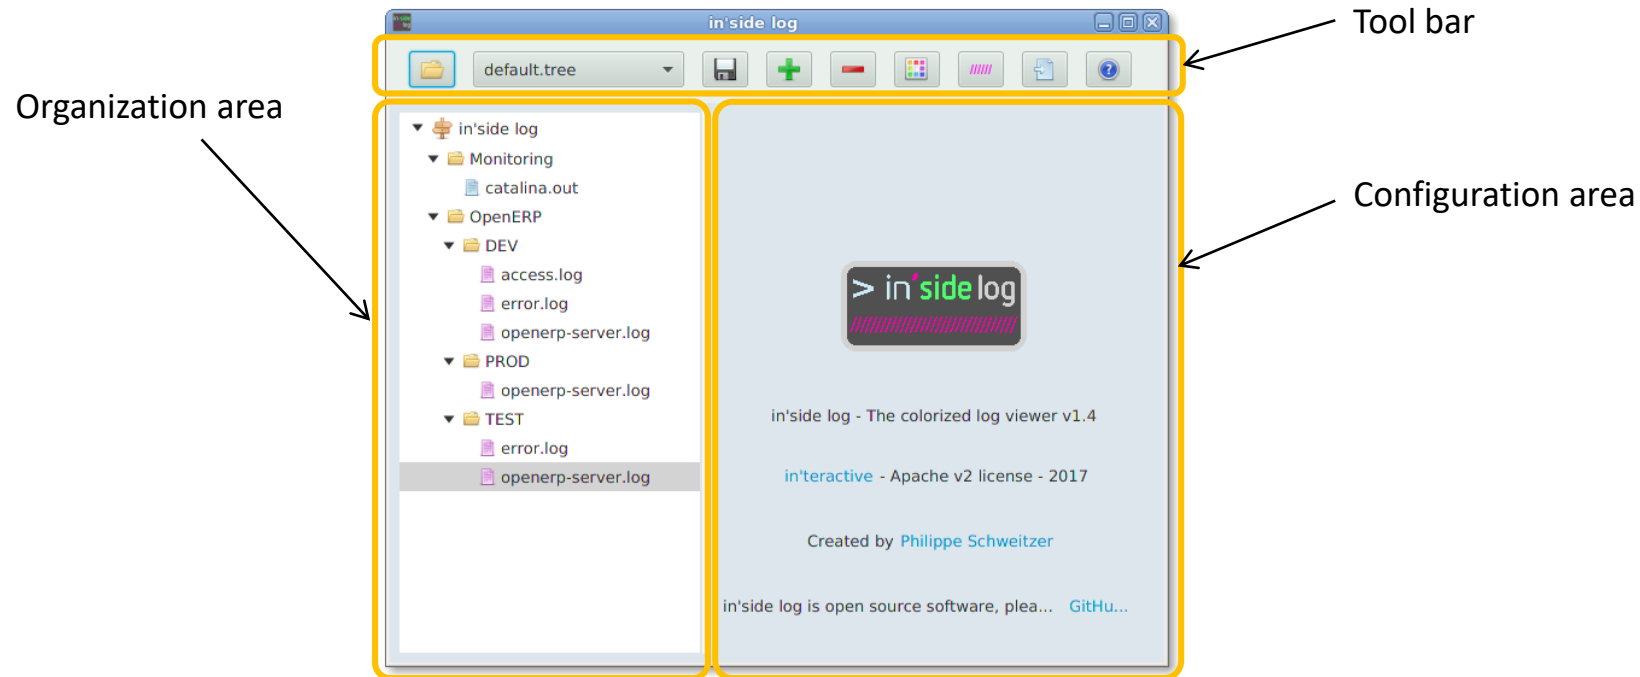 in'side log
Tool bar
default.tree
Organization area
in'side log
Monitoring
catalina.out
OpenERP
DEV
access.log
error.log
openerp-server.log
PROD
openerp-server.log
TEST
error.log
openerp-server.log
Configuration area
> in'side log
////////////////////////////
in'side log - The colorized log viewer v1.4
in'teractive - Apache v2 license - 2017
Created by Philippe Schweitzer
in'side log is open source software, plea... GitHu...